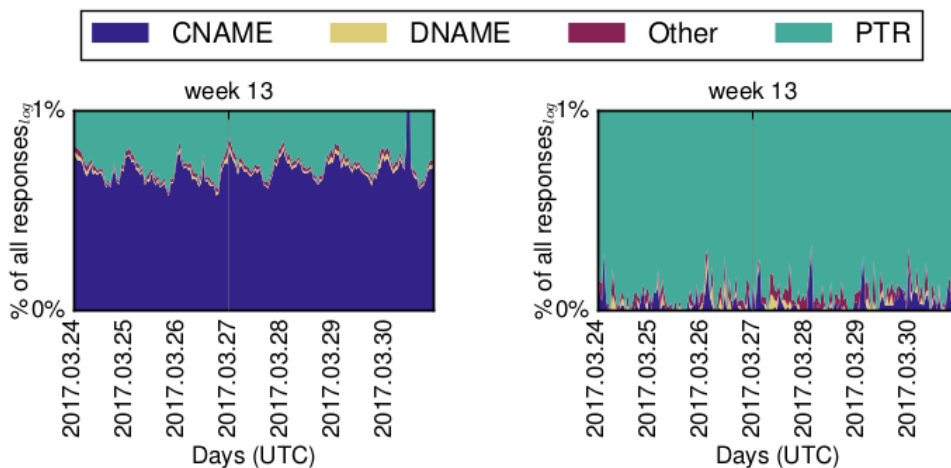 CNAME DNAME Other PTR
week 13
% of all responses_log
1%
0%
2017.03.24
2017.03.25
2017.03.26
2017.03.27
2017.03.28
2017.03.29
2017.03.30
Days (UTC)
week 13
% of all responses_log
1%
0%
2017.03.24
2017.03.25
2017.03.26
2017.03.27
2017.03.28
2017.03.29
2017.03.30
Days (UTC)